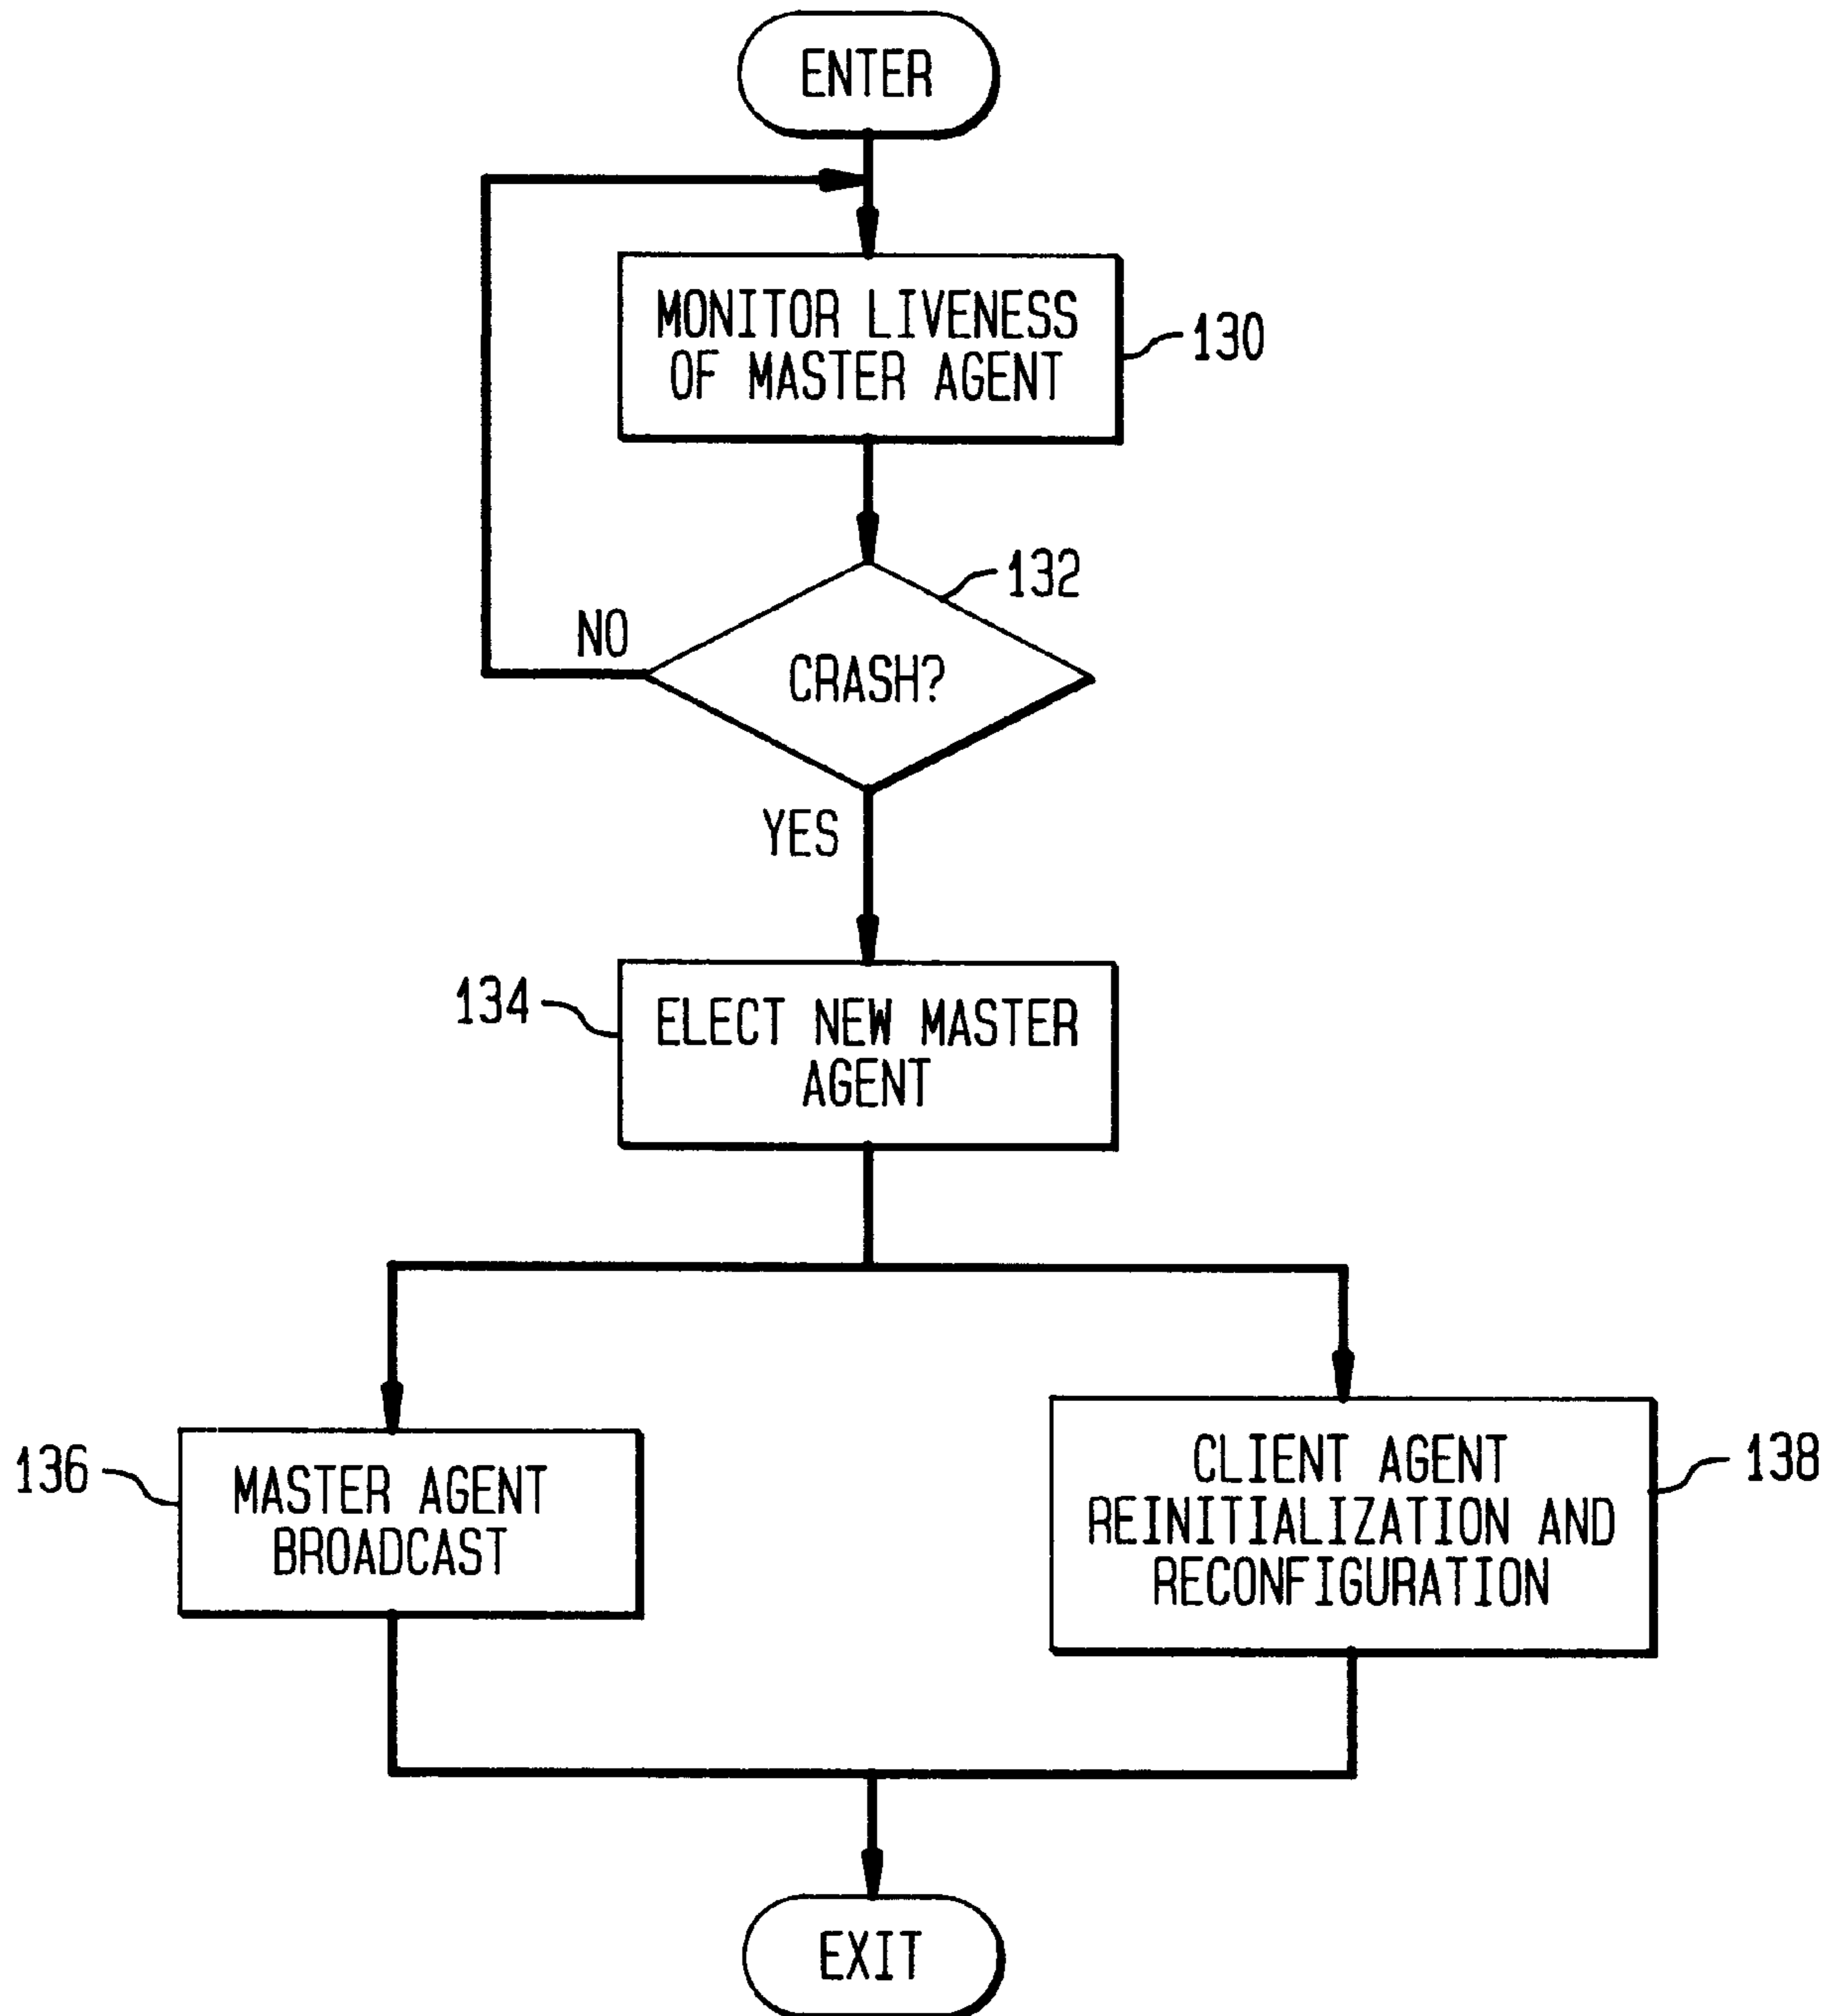 ENTER
MONITOR LIVENESS
OF MASTER AGENT
130
132
NO
CRASH?
YES
134
ELECT NEW MASTER
AGENT
136
MASTER AGENT
BROADCAST
CLIENT AGENT
REINITIALIZATION AND
RECONFIGURATION
138
EXIT